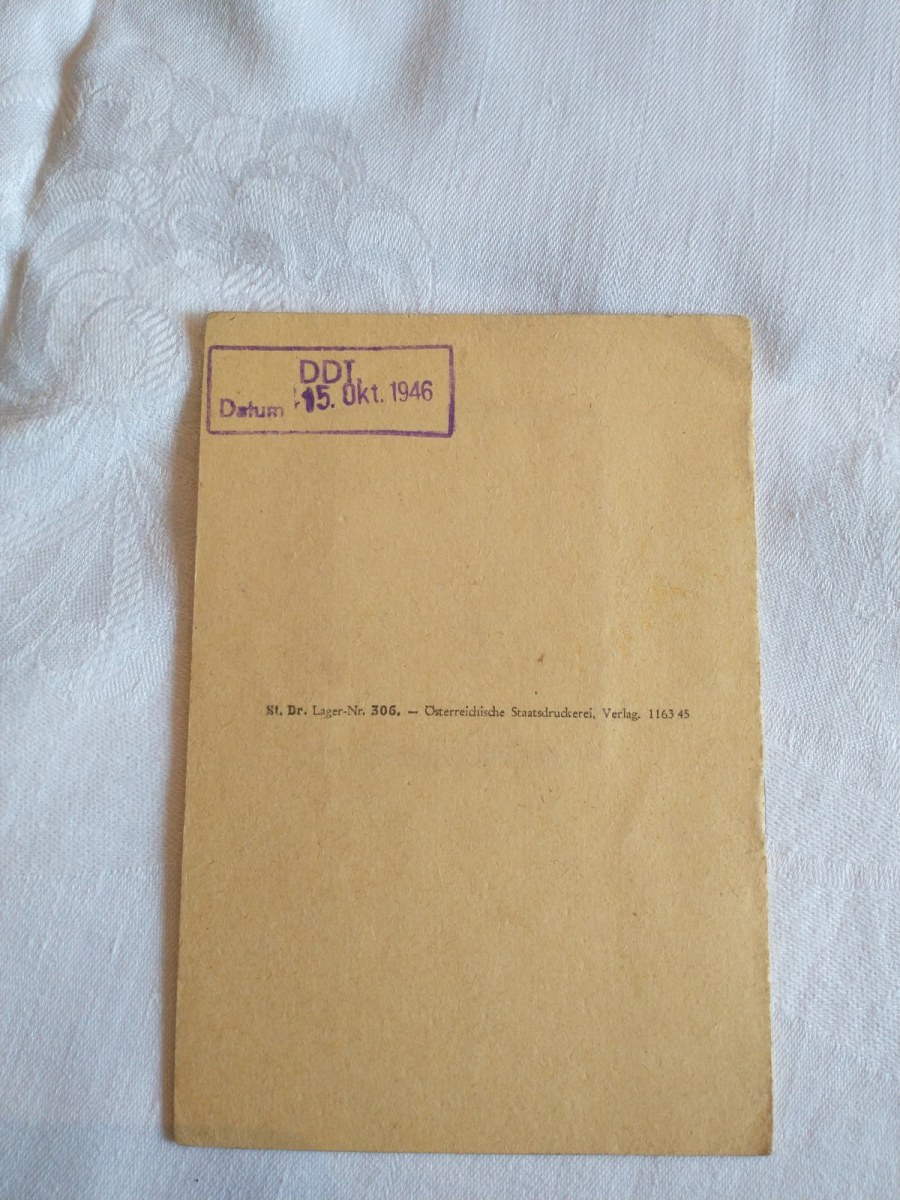 DDT.
Datum 15. Okt. 1946
St. Dr. Lager-Nr. 306. — Österreichische Staatsdruckerei, Verlag. 1163 45